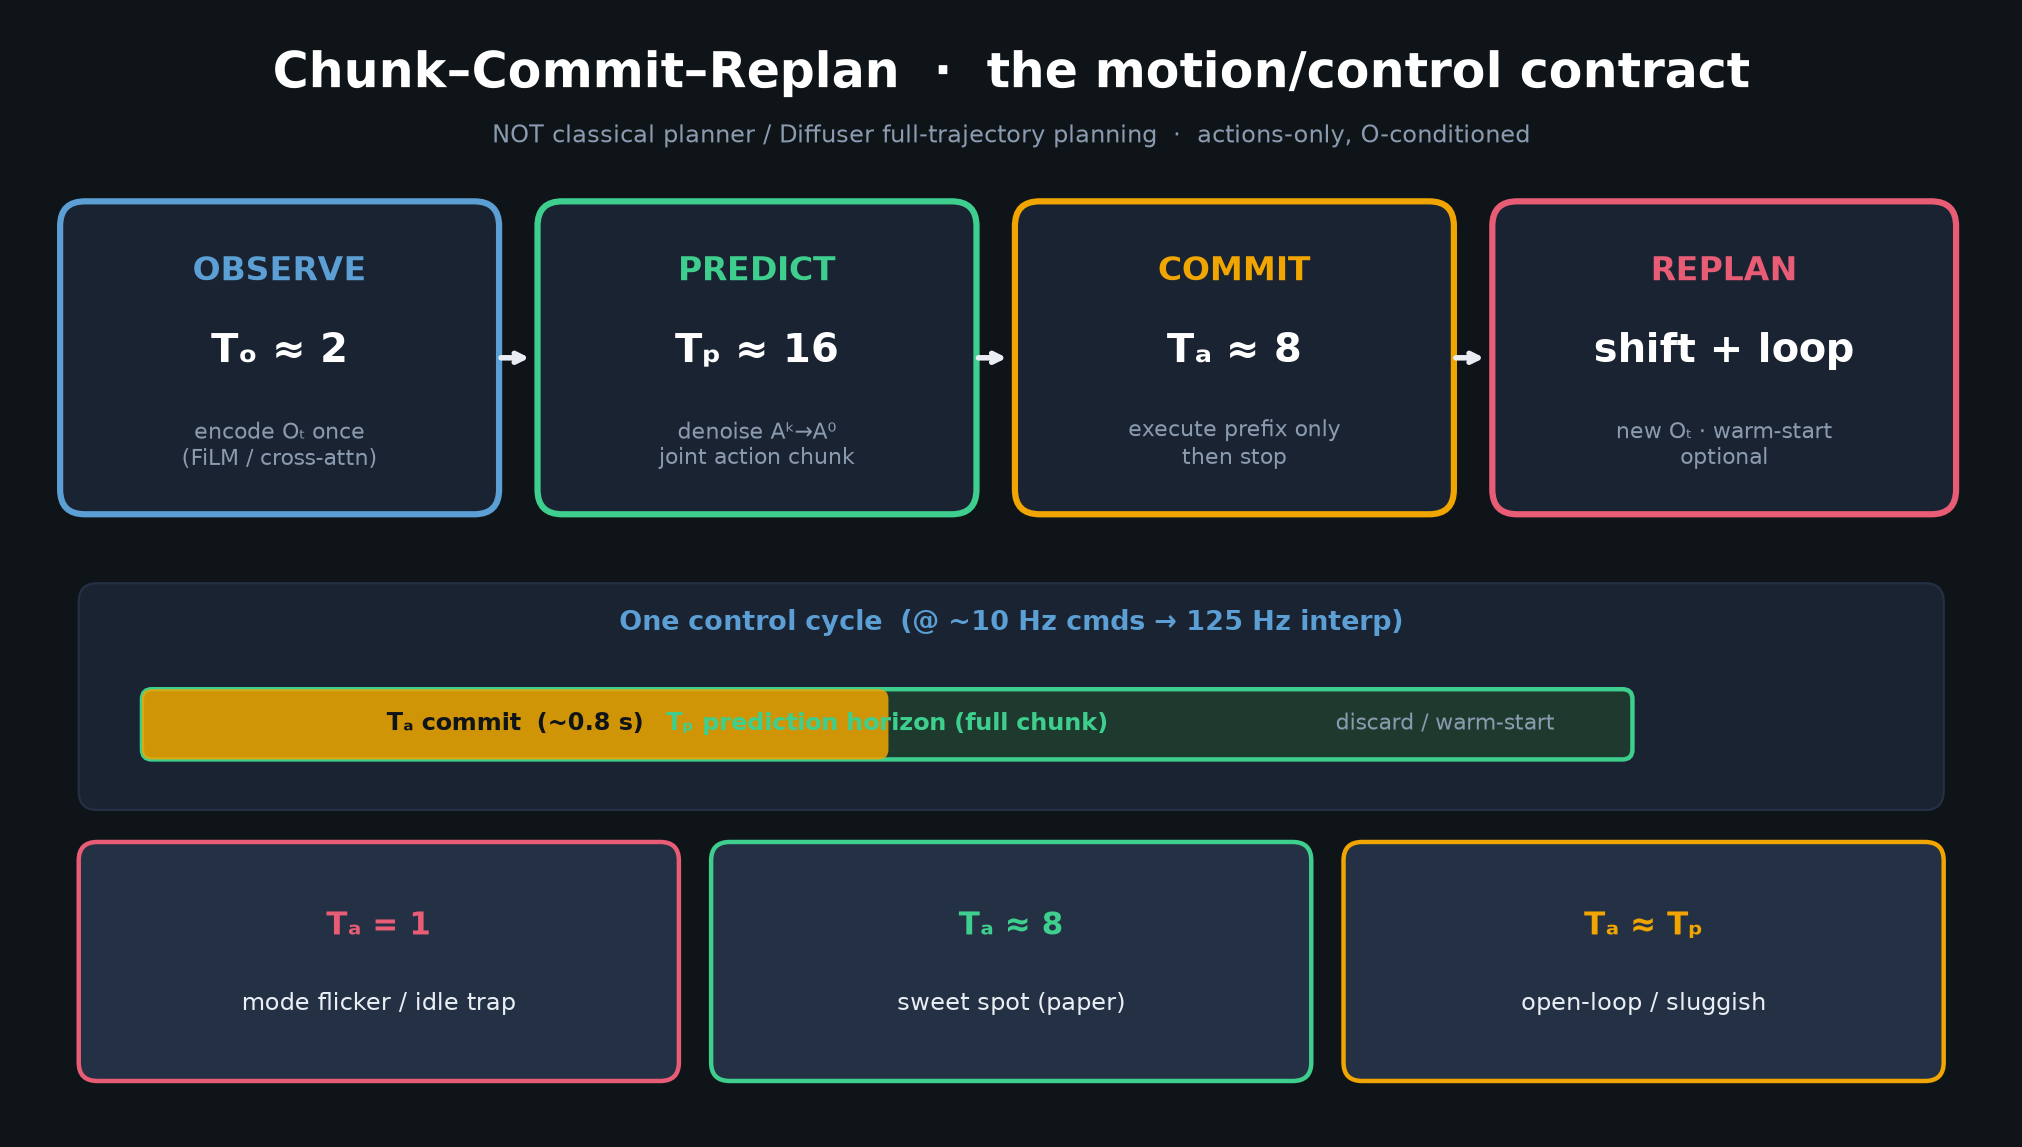 Chunk–Commit–Replan · the motion/control contract
NOT classical planner / Diffuser full-trajectory planning · actions-only, O-conditioned
OBSERVE
Tₒ ≈ 2
encode Oₜ once
(FiLM / cross-attn)
PREDICT
Tₚ ≈ 16
denoise Aᵏ→A⁰
joint action chunk
COMMIT
Tₐ ≈ 8
execute prefix only
then stop
REPLAN
shift + loop
new Oₜ · warm-start
optional
One control cycle (@ ~10 Hz cmds → 125 Hz interp)
Tₐ commit (~0.8 s)
Tₚ prediction horizon (full chunk)
discard / warm-start
Tₐ = 1
mode flicker / idle trap
Tₐ ≈ 8
sweet spot (paper)
Tₐ ≈ Tₚ
open-loop / sluggish